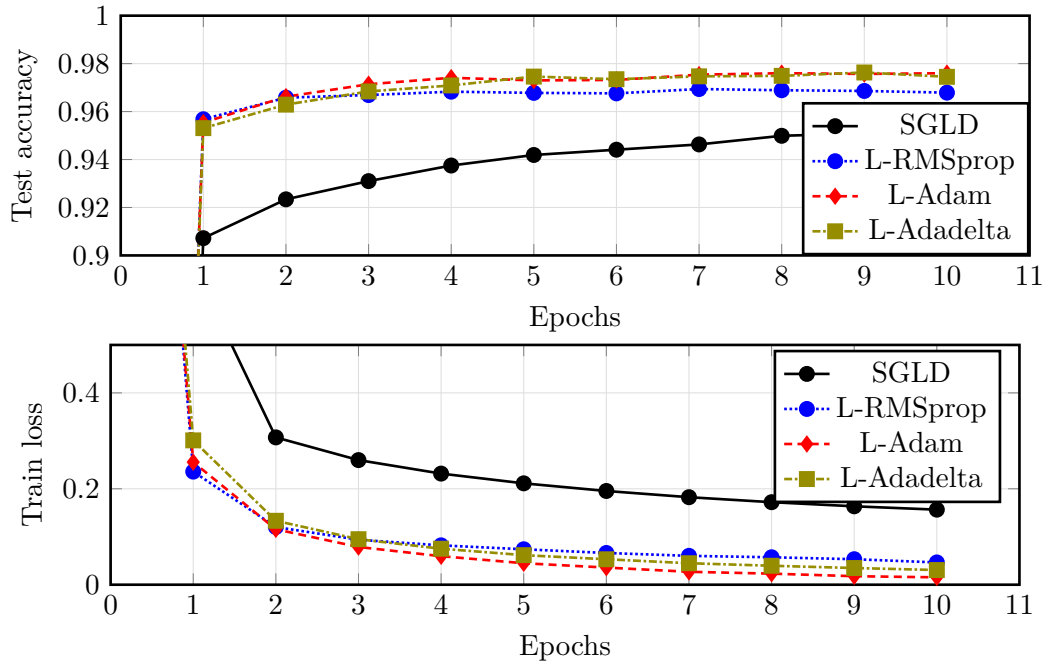 1
0.98
0.96
0.94
0.92
0.9
Test accuracy
0 1 2 3 4 5 6 7 8 9 10 11
Epochs
SGLD
L-RMSprop
L-Adam
L-Adadelta
0.4
0.2
0
Train loss
0 1 2 3 4 5 6 7 8 9 10 11
Epochs
SGLD
L-RMSprop
L-Adam
L-Adadelta